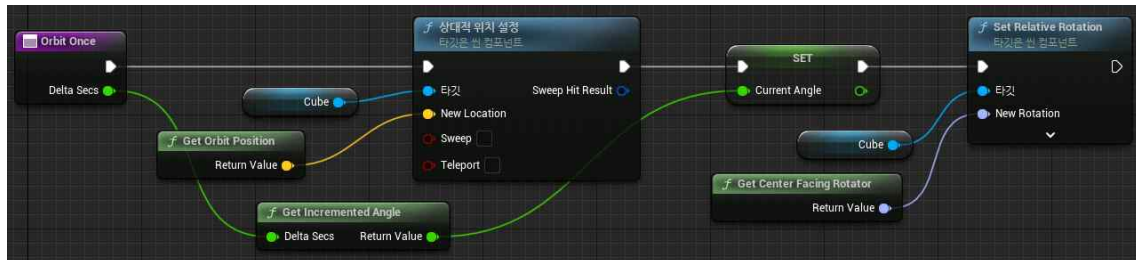 Orbit Once
Delta Secs
Cube
f Get Orbit Position
Return Value
f Get Incremented Angle
Delta Secs Return Value
f 상대적 위치 설정
타깃은 씬 컴포넌트
타깃 Sweep Hit Result
New Location
Sweep
Teleport
SET
Current Angle
Cube
f Get Center Facing Rotator
Return Value
f Set Relative Rotation
타깃은 씬 컴포넌트
타깃
New Rotation